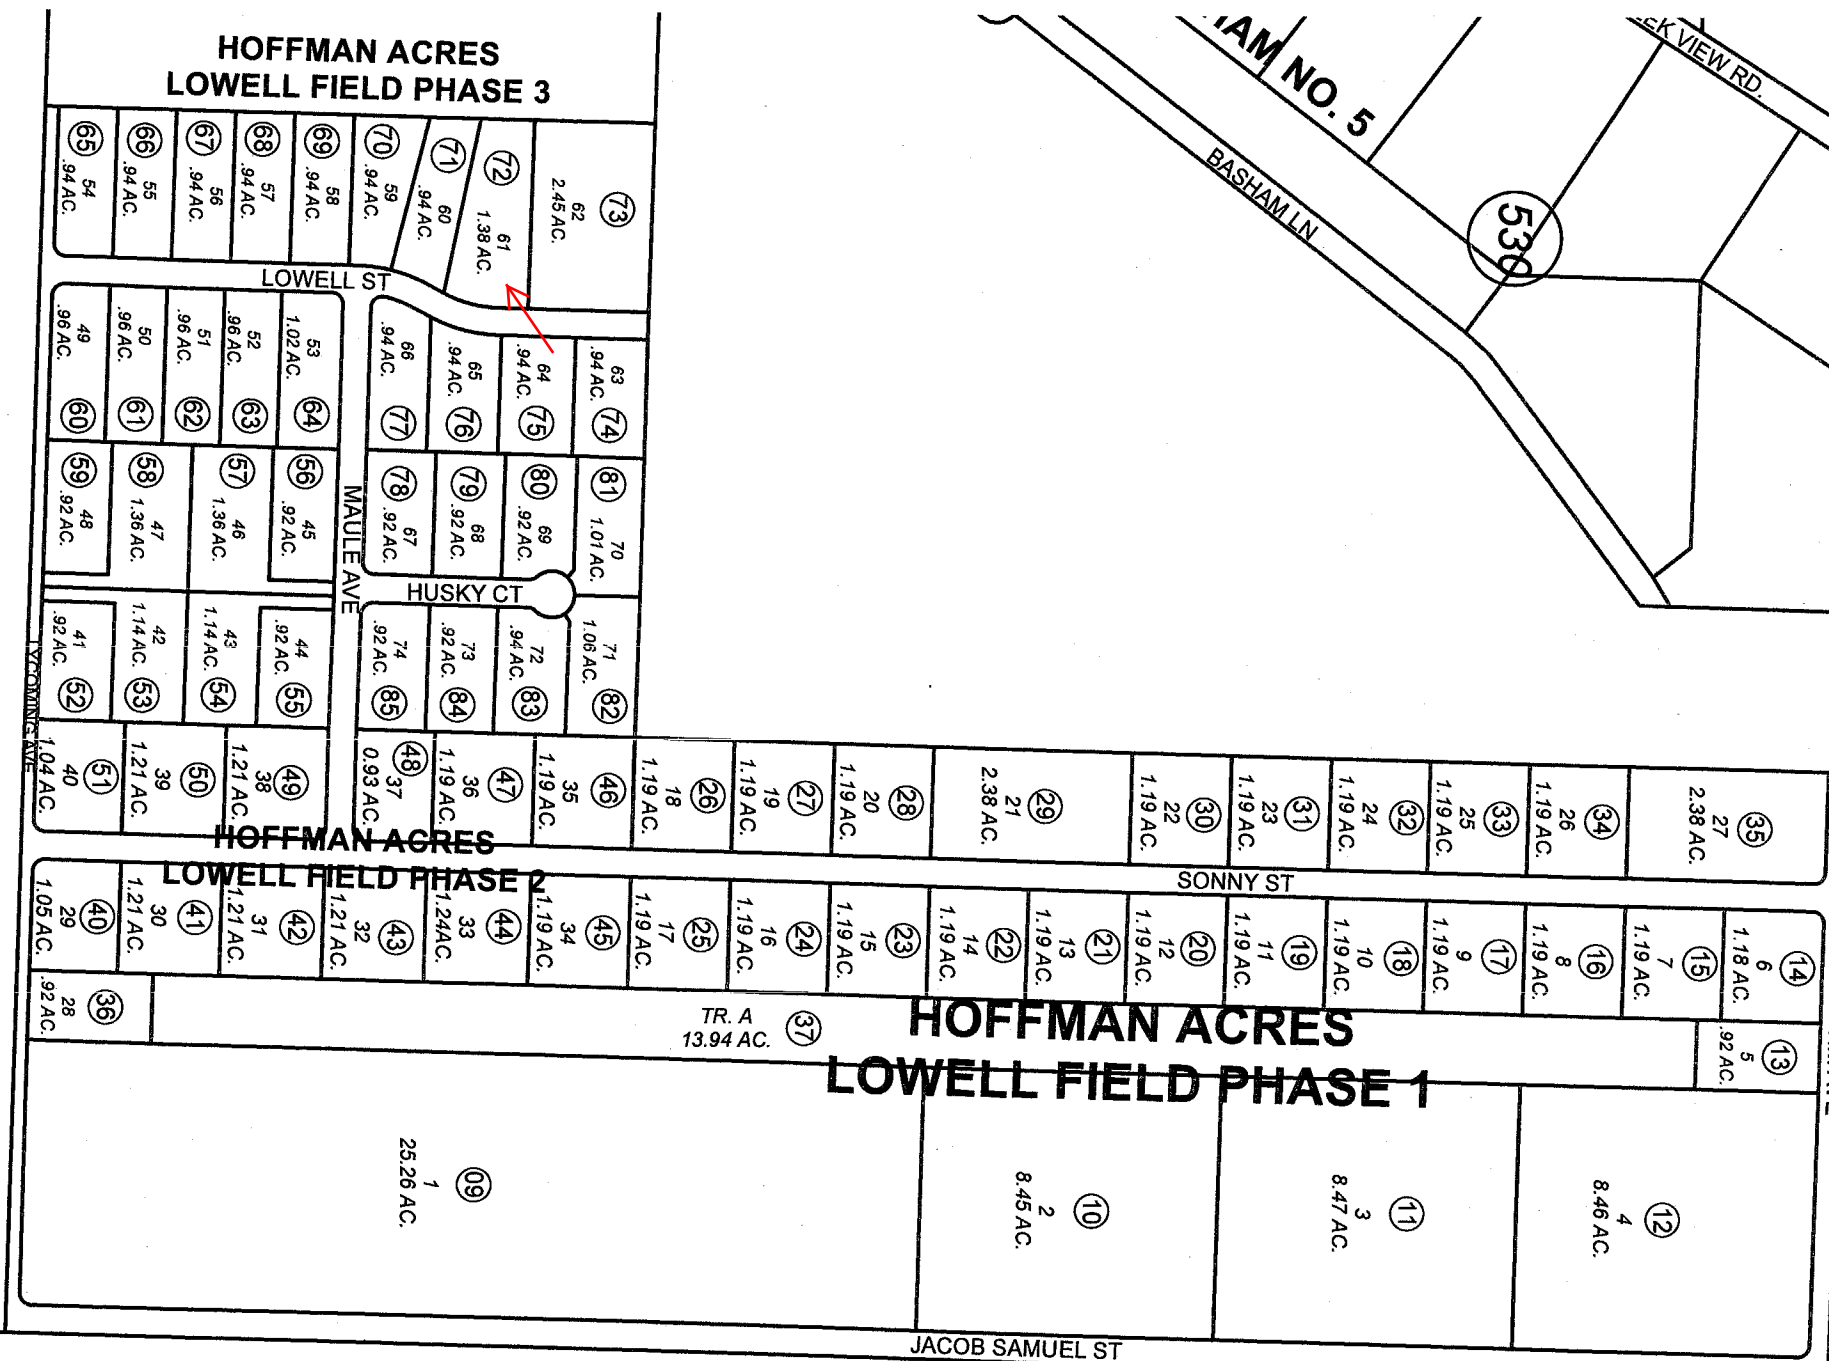 HOFFMAN ACRES
LOWELL FIELD PHASE 3
HAM NO. 5
EK VIEW RD.
BASHAM LN
530
65
54
.94 AC.
66
55
.94 AC.
67
56
.94 AC.
68
57
.94 AC.
69
58
.94 AC.
70
59
.94 AC.
71
60
.94 AC.
72
61
1.38 AC.
73
62
2.45 AC.
LOWELL ST
49
.96 AC.
60
50
.96 AC.
61
51
.96 AC.
62
52
.96 AC.
63
53
1.02 AC.
64
66
.94 AC.
77
65
.94 AC.
76
64
.94 AC.
75
63
.94 AC.
74
59
48
.92 AC.
58
47
1.36 AC.
57
46
1.36 AC.
56
45
.92 AC.
MAULE AVE
78
67
.92 AC.
79
68
.92 AC.
80
69
.92 AC.
81
70
1.01 AC.
HUSKY CT
41
.92 AC.
52
42
1.14 AC.
53
43
1.14 AC.
54
44
.92 AC.
55
74
.92 AC.
85
73
.92 AC.
84
72
.94 AC.
83
71
1.06 AC.
82
LYCOMING AVE
51
40
1.04 AC.
50
39
1.21 AC.
49
38
1.21 AC.
48
37
0.93 AC.
47
36
1.19 AC.
46
35
1.19 AC.
26
18
1.19 AC.
27
19
1.19 AC.
28
20
1.19 AC.
29
21
2.38 AC.
30
22
1.19 AC.
31
23
1.19 AC.
32
24
1.19 AC.
33
25
1.19 AC.
34
26
1.19 AC.
35
27
2.38 AC.
HOFFMAN ACRES
LOWELL FIELD PHASE 2
SONNY ST
40
29
1.05 AC.
41
30
1.21 AC.
42
31
1.21 AC.
43
32
1.21 AC.
44
33
1.24AC.
45
34
1.19 AC.
25
17
1.19 AC.
24
16
1.19 AC.
23
15
1.19 AC.
22
14
1.19 AC.
21
13
1.19 AC.
20
12
1.19 AC.
19
11
1.19 AC.
18
10
1.19 AC.
17
9
1.19 AC.
16
8
1.19 AC.
15
7
1.19 AC.
14
6
1.18 AC.
36
28
.92 AC.
TR. A
13.94 AC.
37
13
5
.92 AC.
HOFFMAN ACRES
LOWELL FIELD PHASE 1
09
1
25.26 AC.
10
2
8.45 AC.
11
3
8.47 AC.
12
4
8.46 AC.
JACOB SAMUEL ST